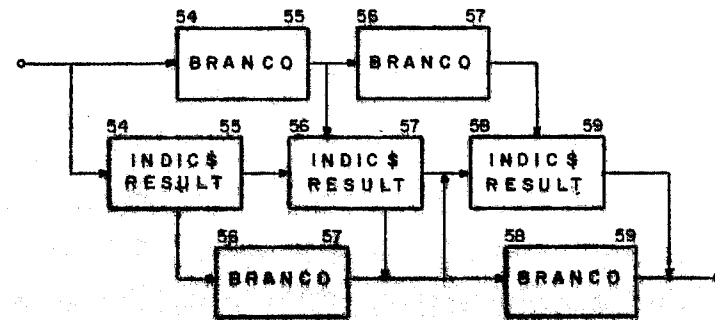 54 55 56 57
BRANCO BRANCO
54 55 56 57 58 59
INDIC$ INDIC$ INDIC$
RESULT RESULT RESULT
56 57 58 59
BRANCO BRANCO